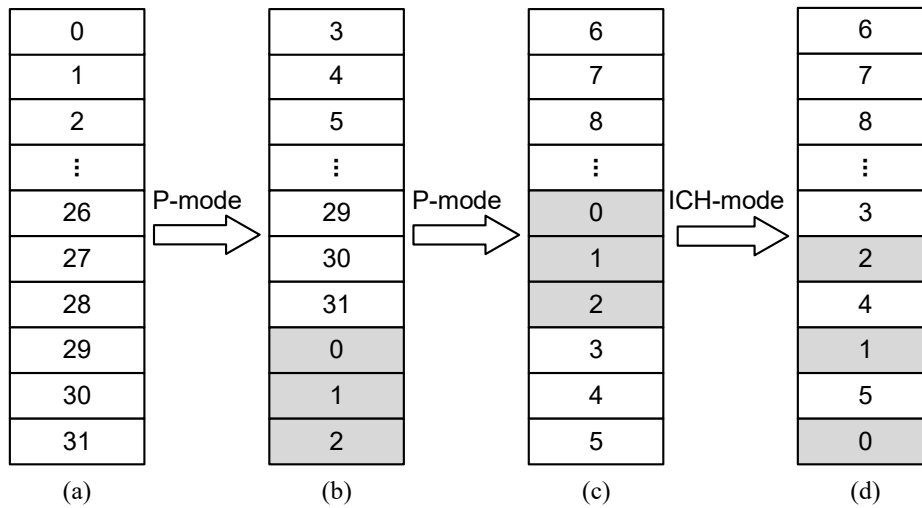 0 3 6 6
1 4 7 7
2 5 8 8
⋮ ⋮ ⋮ ⋮
26 P-mode 29 P-mode 0 ICH-mode 3
27 30 1 2
28 31 2 4
29 0 3 1
30 1 4 5
31 2 5 0
(a) (b) (c) (d)